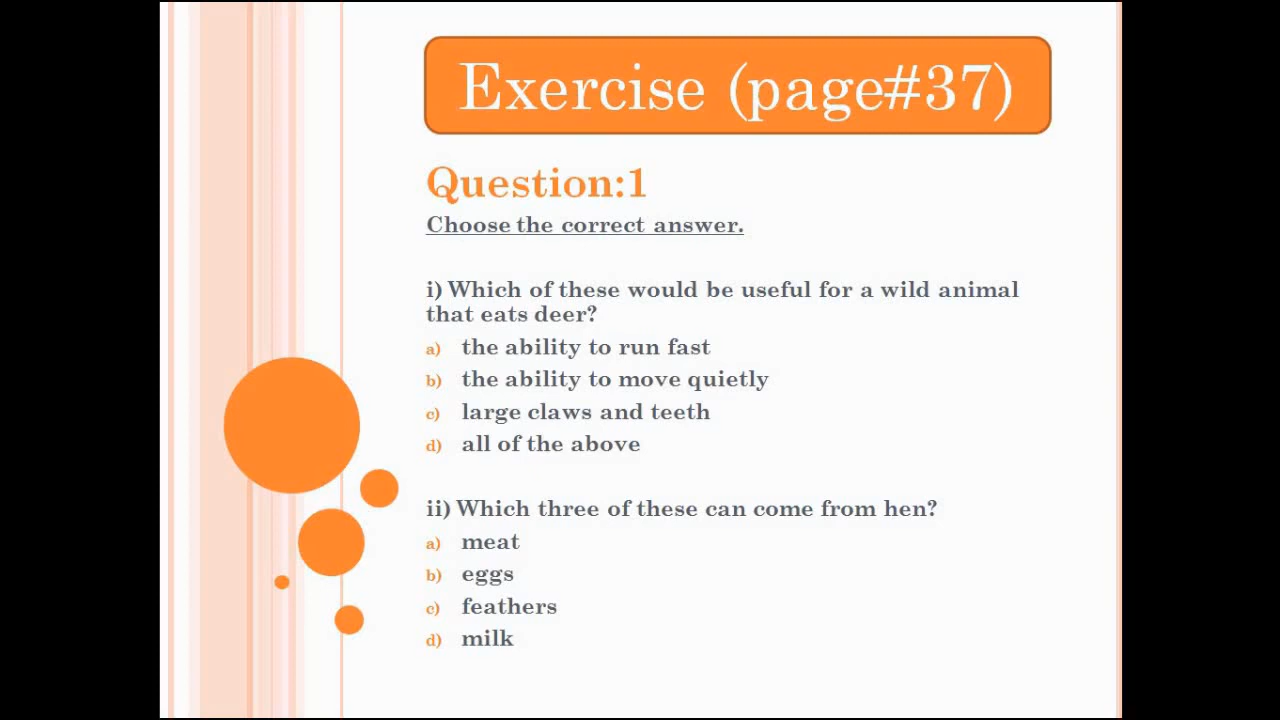 Exercise (page#37)
Question:1
Choose the correct answer.
i) Which of these would be useful for a wild animal
that eats deer?
a) the ability to run fast
b) the ability to move quietly
c) large claws and teeth
d) all of the above
ii) Which three of these can come from hen?
a) meat
b) eggs
c) feathers
d) milk